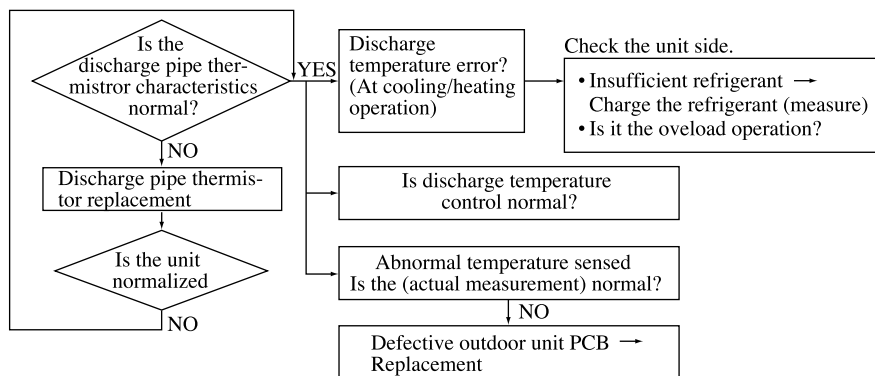 Is the
discharge pipe ther-
mistror characteristics
normal?
YES
NO
Discharge pipe thermis-
tor replacement
Is the unit
normalized
NO
Discharge
temperature error?
(At cooling/heating
operation)
Check the unit side.
• Insufficient refrigerant →
Charge the refrigerant (measure)
• Is it the oveload operation?
Is discharge temperature
control normal?
Abnormal temperature sensed
Is the (actual measurement) normal?
NO
Defective outdoor unit PCB →
Replacement